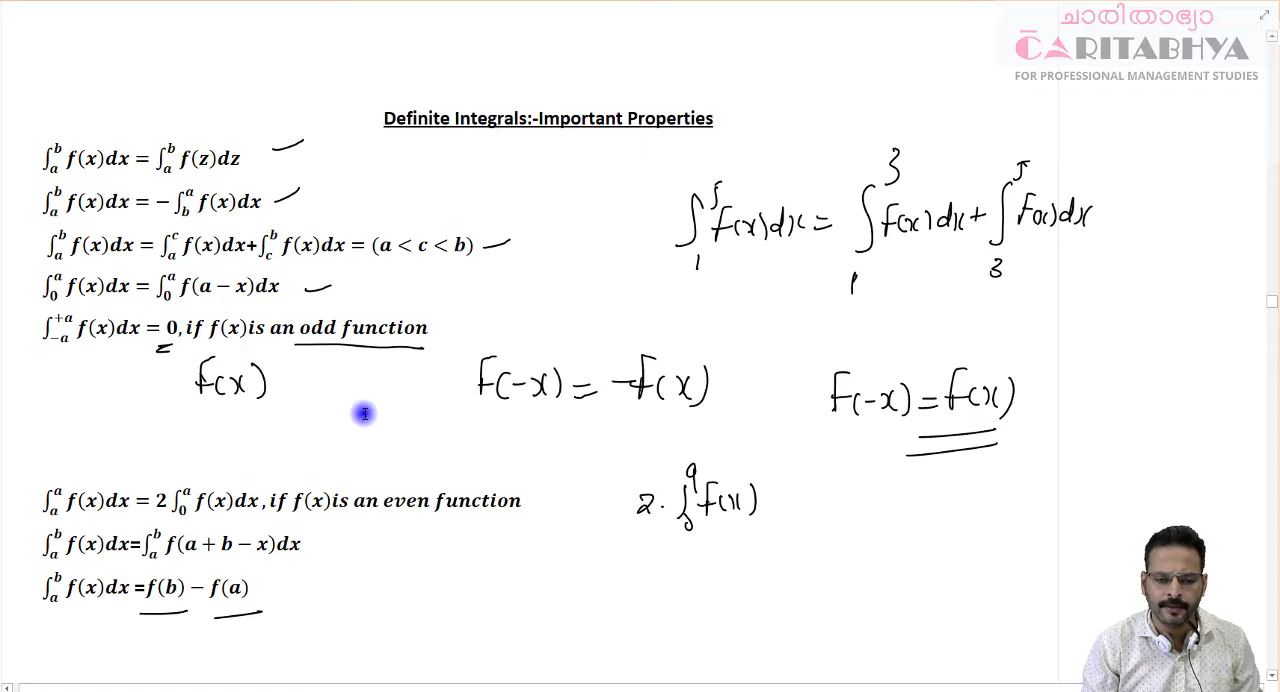 ചാരിതാഭ്യാ
CARITABHYA
FOR PROFESSIONAL MANAGEMENT STUDIES
Definite Integrals:-Important Properties
∫_a^b f(x)dx = ∫_a^b f(z)dz
∫_a^b f(x)dx = −∫_b^a f(x)dx
∫_a^b f(x)dx = ∫_a^c f(x)dx+∫_c^b f(x)dx = (a < c < b)
∫_1^5 f(x)dx = ∫_1^3 f(x)dx + ∫_3^5 f(x)dx
∫_0^a f(x)dx = ∫_0^a f(a − x)dx
∫_{−a}^{+a} f(x)dx = 0, if f(x)is an odd function
f(x)
f(−x) = −f(x)
f(−x) = f(x)
∫_a^a f(x)dx = 2 ∫_0^a f(x)dx, if f(x)is an even function
2. ∫_0^a f(x)
∫_a^b f(x)dx=∫_a^b f(a + b − x)dx
∫_a^b f(x)dx =f(b) − f(a)